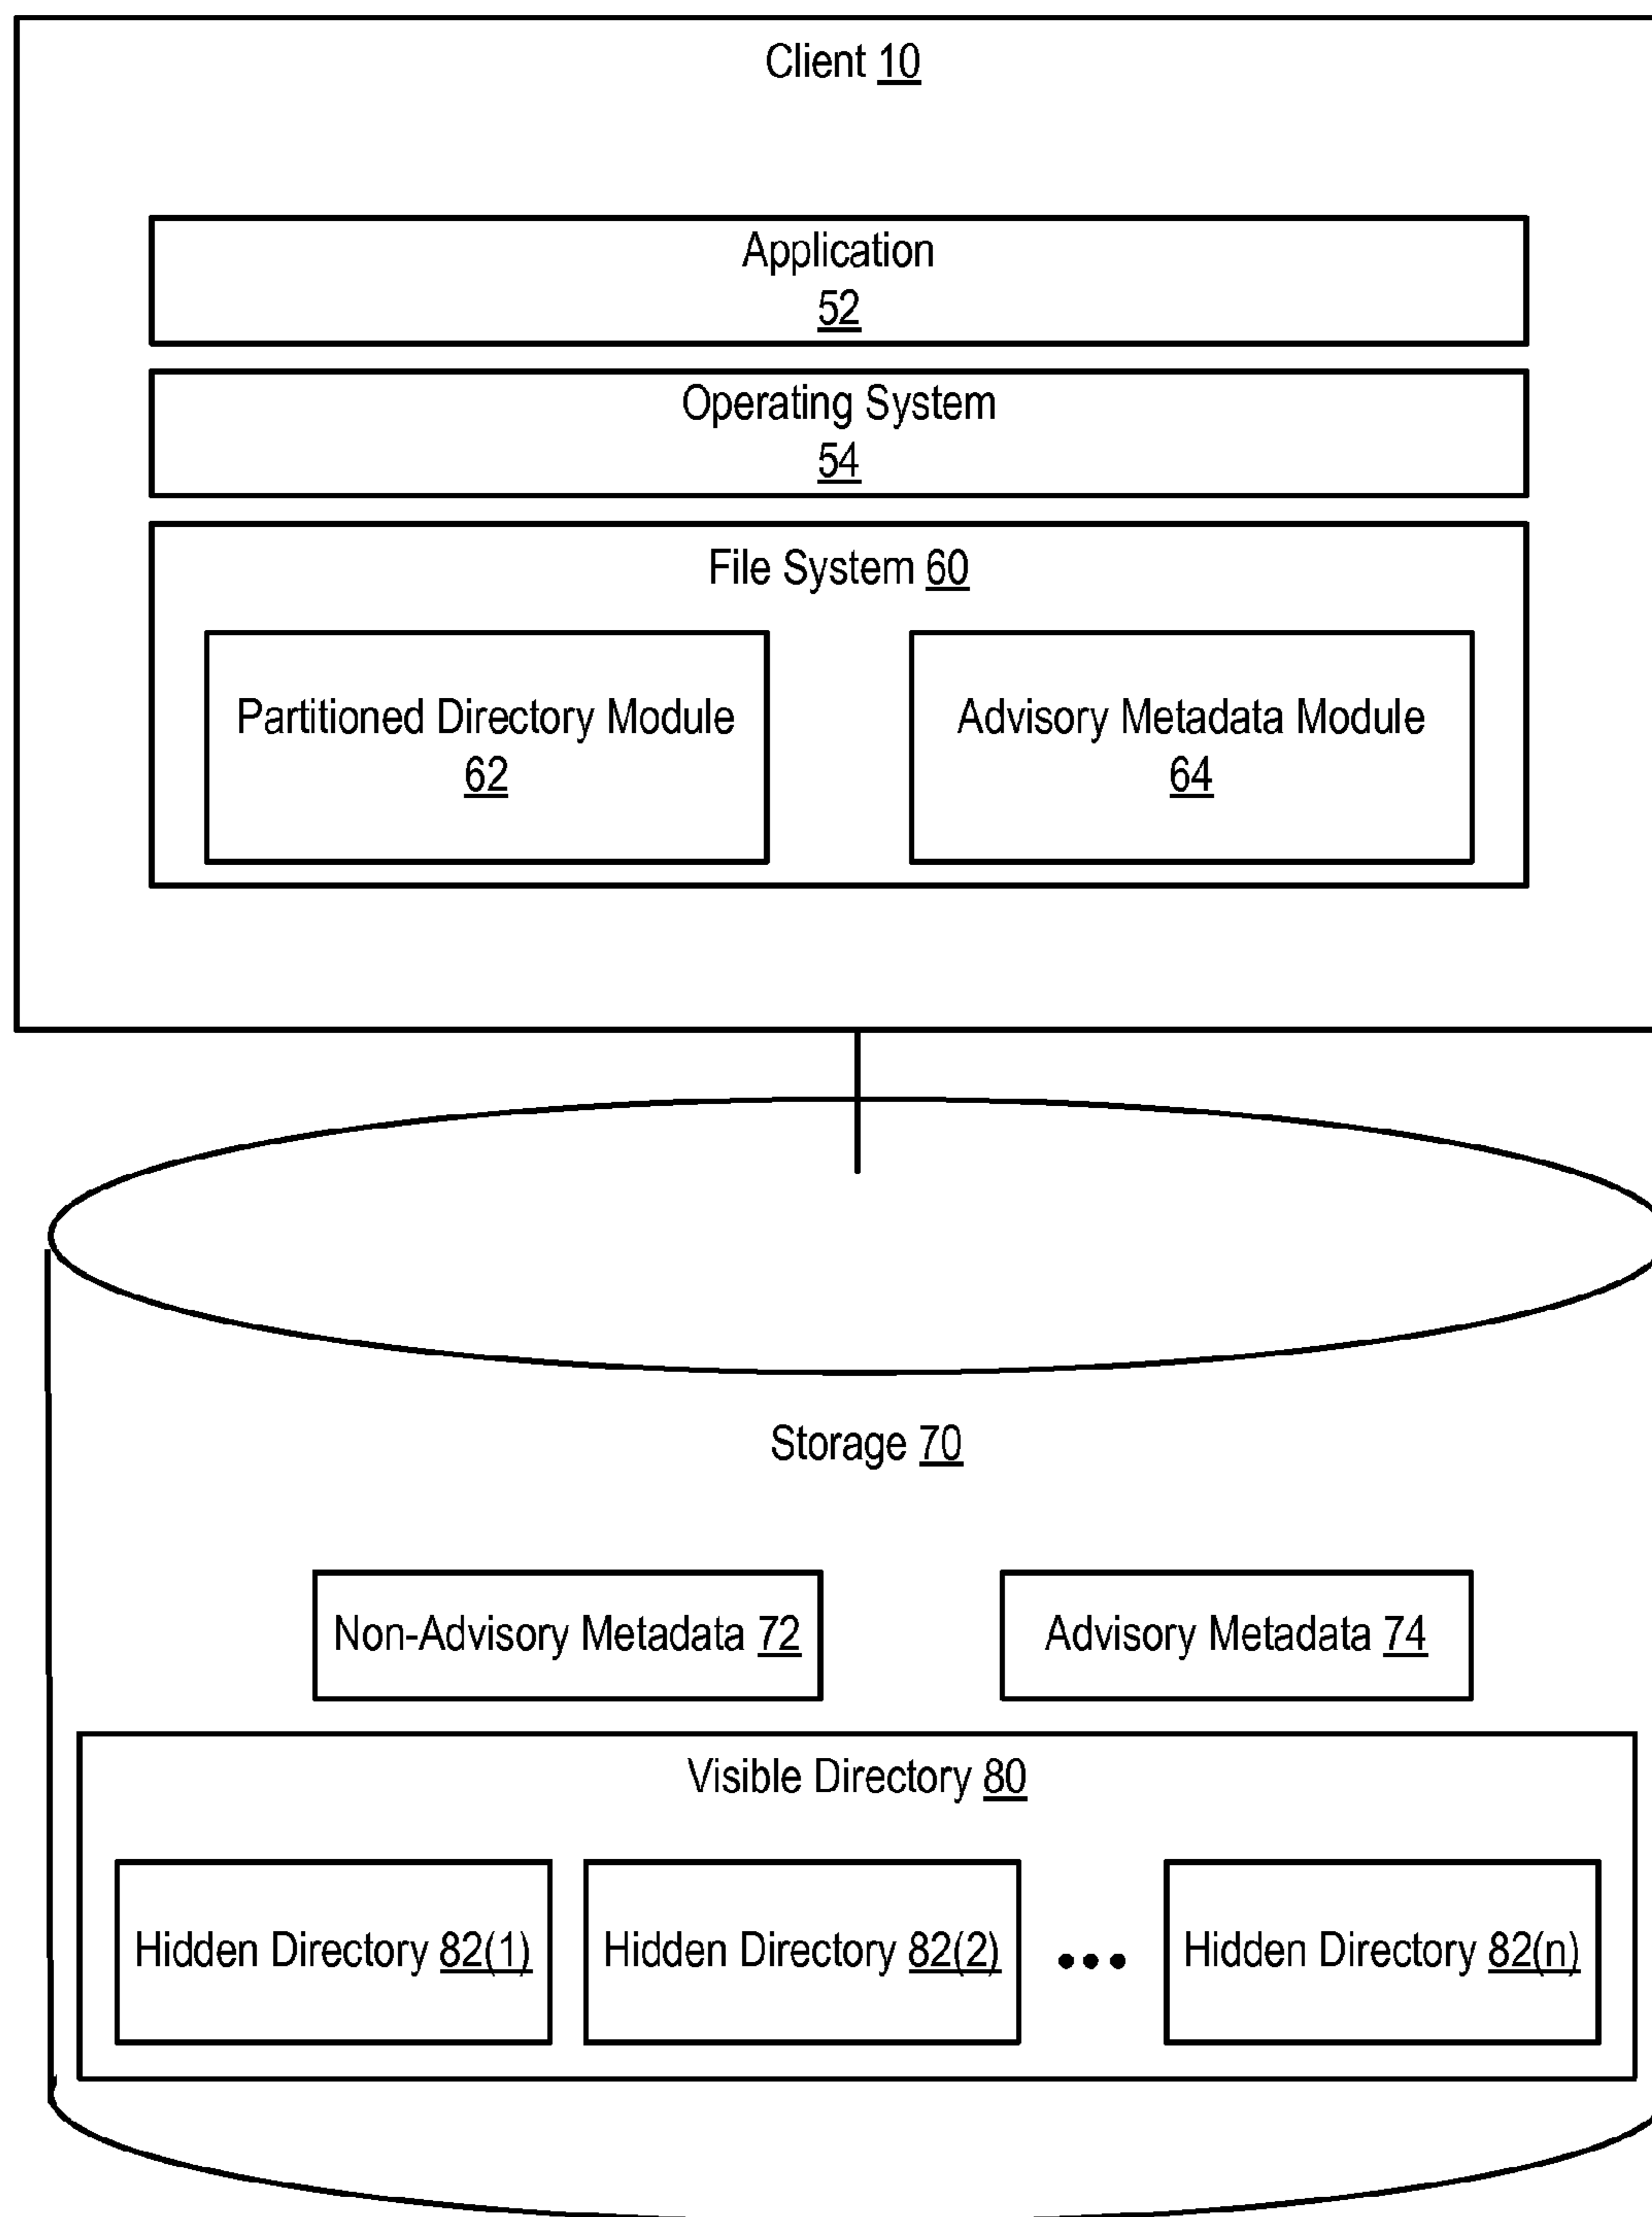 Client 10
Application
52
Operating System
54
File System 60
Partitioned Directory Module
62
Advisory Metadata Module
64
Storage 70
Non-Advisory Metadata 72
Advisory Metadata 74
Visible Directory 80
Hidden Directory 82(1)
Hidden Directory 82(2)
•••
Hidden Directory 82(n)